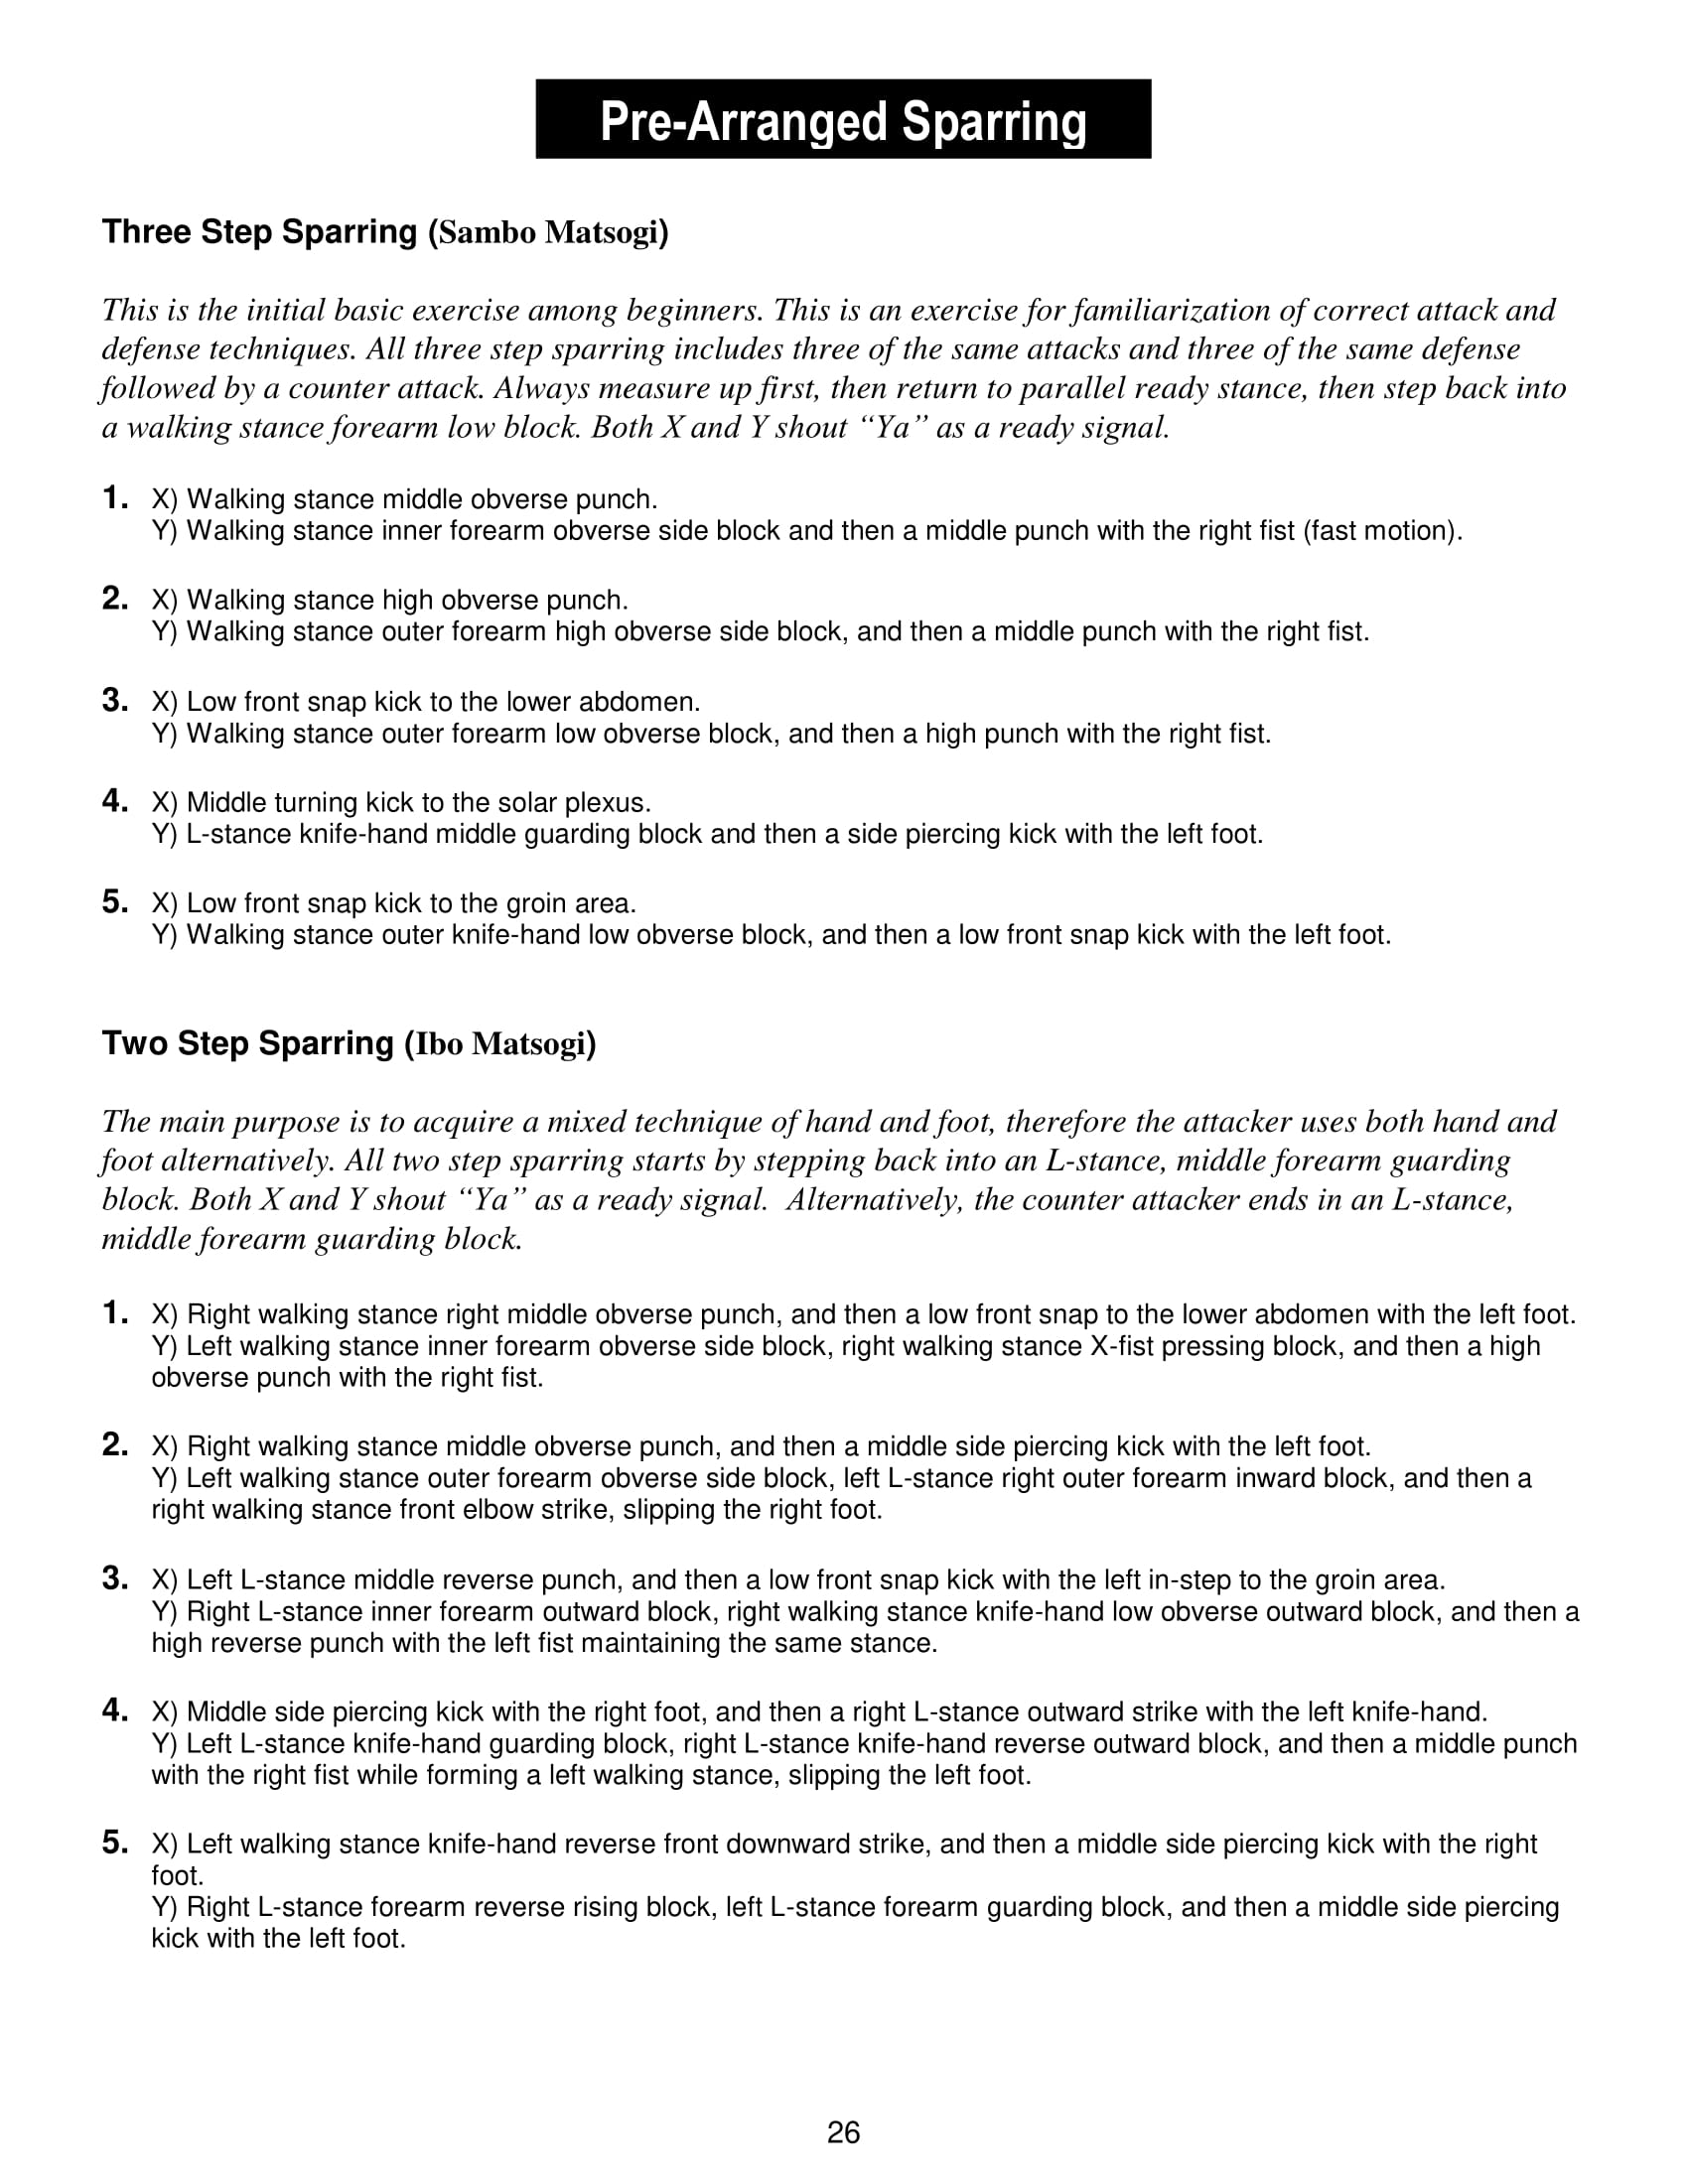 Pre-Arranged Sparring
Three Step Sparring (Sambo Matsogi)
This is the initial basic exercise among beginners. This is an exercise for familiarization of correct attack and
defense techniques. All three step sparring includes three of the same attacks and three of the same defense
followed by a counter attack. Always measure up first, then return to parallel ready stance, then step back into
a walking stance forearm low block. Both X and Y shout “Ya” as a ready signal.
1. X) Walking stance middle obverse punch.
Y) Walking stance inner forearm obverse side block and then a middle punch with the right fist (fast motion).
2. X) Walking stance high obverse punch.
Y) Walking stance outer forearm high obverse side block, and then a middle punch with the right fist.
3. X) Low front snap kick to the lower abdomen.
Y) Walking stance outer forearm low obverse block, and then a high punch with the right fist.
4. X) Middle turning kick to the solar plexus.
Y) L-stance knife-hand middle guarding block and then a side piercing kick with the left foot.
5. X) Low front snap kick to the groin area.
Y) Walking stance outer knife-hand low obverse block, and then a low front snap kick with the left foot.
Two Step Sparring (Ibo Matsogi)
The main purpose is to acquire a mixed technique of hand and foot, therefore the attacker uses both hand and
foot alternatively. All two step sparring starts by stepping back into an L-stance, middle forearm guarding
block. Both X and Y shout “Ya” as a ready signal.  Alternatively, the counter attacker ends in an L-stance,
middle forearm guarding block.
1. X) Right walking stance right middle obverse punch, and then a low front snap to the lower abdomen with the left foot.
Y) Left walking stance inner forearm obverse side block, right walking stance X-fist pressing block, and then a high
obverse punch with the right fist.
2. X) Right walking stance middle obverse punch, and then a middle side piercing kick with the left foot.
Y) Left walking stance outer forearm obverse side block, left L-stance right outer forearm inward block, and then a
right walking stance front elbow strike, slipping the right foot.
3. X) Left L-stance middle reverse punch, and then a low front snap kick with the left in-step to the groin area.
Y) Right L-stance inner forearm outward block, right walking stance knife-hand low obverse outward block, and then a
high reverse punch with the left fist maintaining the same stance.
4. X) Middle side piercing kick with the right foot, and then a right L-stance outward strike with the left knife-hand.
Y) Left L-stance knife-hand guarding block, right L-stance knife-hand reverse outward block, and then a middle punch
with the right fist while forming a left walking stance, slipping the left foot.
5. X) Left walking stance knife-hand reverse front downward strike, and then a middle side piercing kick with the right
foot.
Y) Right L-stance forearm reverse rising block, left L-stance forearm guarding block, and then a middle side piercing
kick with the left foot.
26